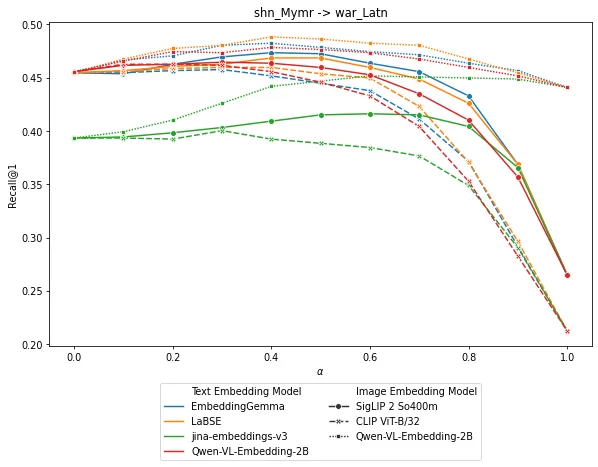 shn_Mymr -> war_Latn
0.50
0.45
0.40
0.35
0.30
0.25
0.20
Recall@1
0.0 0.2 0.4 0.6 0.8 1.0
α
Text Embedding Model Image Embedding Model
EmbeddingGemma SigLIP 2 So400m
LaBSE CLIP ViT-B/32
jina-embeddings-v3 Qwen-VL-Embedding-2B
Qwen-VL-Embedding-2B